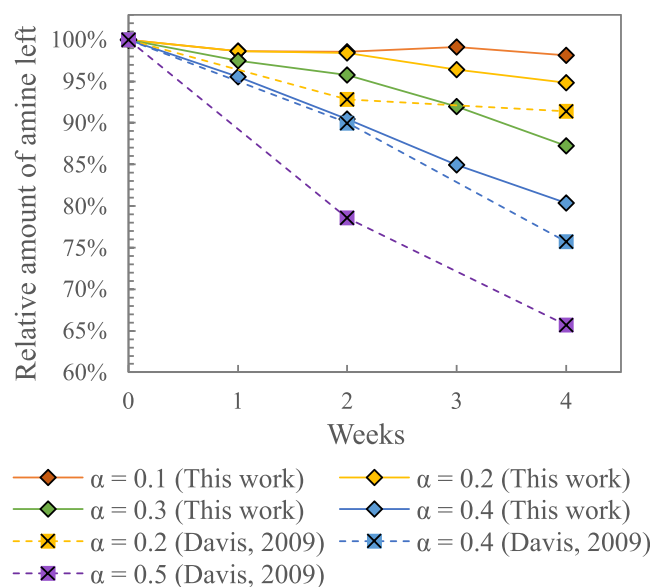 Relative amount of amine left
100%
95%
90%
85%
80%
75%
70%
65%
60%
0 1 2 3 4
Weeks
α = 0.1 (This work) α = 0.2 (This work)
α = 0.3 (This work) α = 0.4 (This work)
α = 0.2 (Davis, 2009) α = 0.4 (Davis, 2009)
α = 0.5 (Davis, 2009)